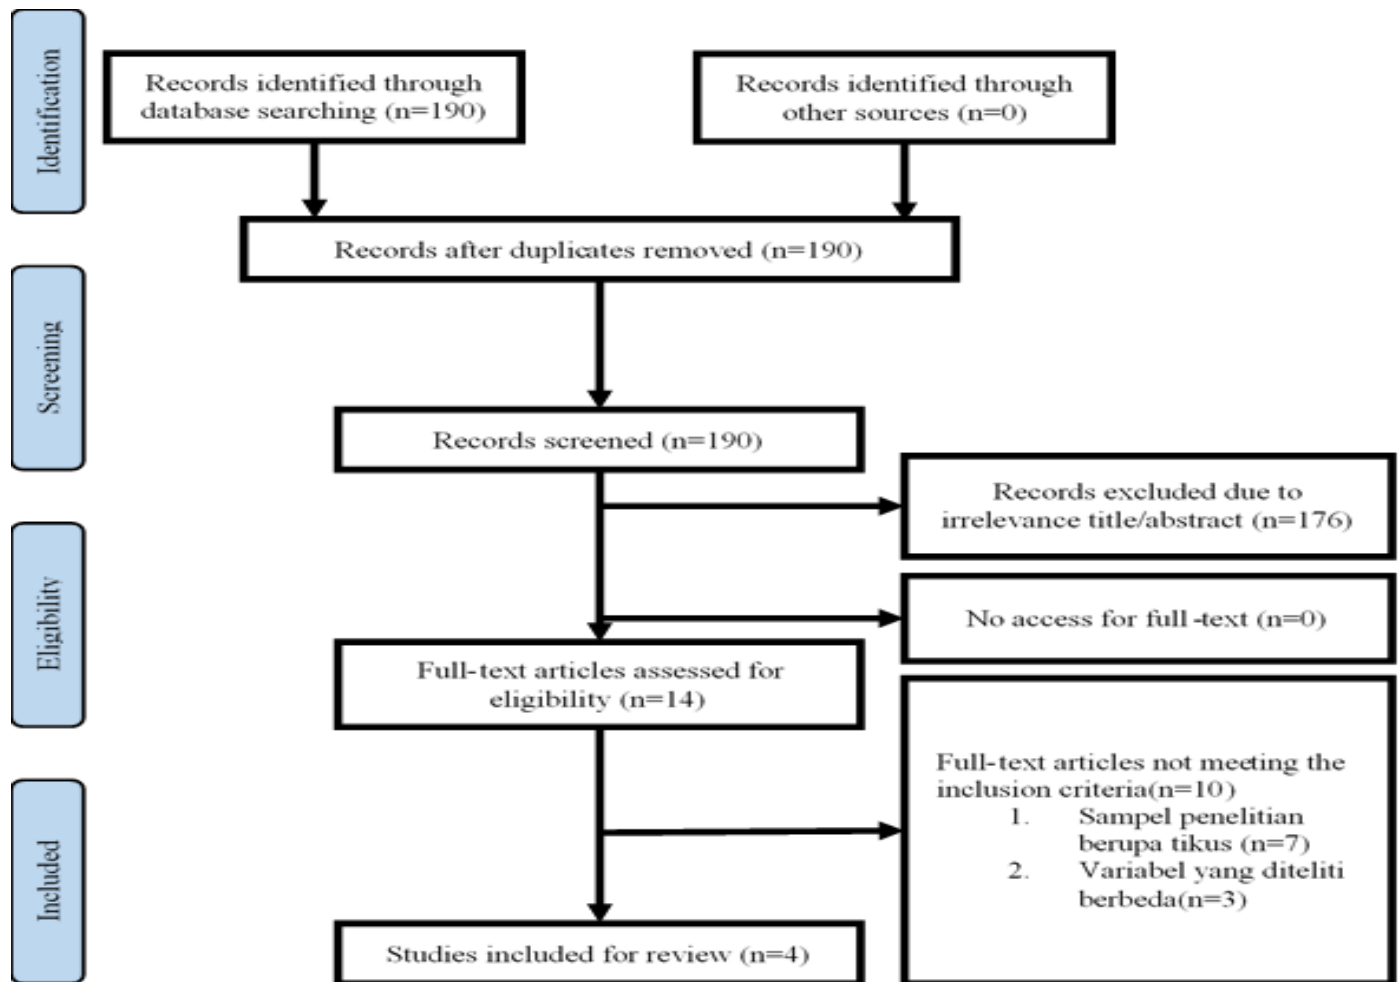 Identification
Records identified through
database searching (n=190)
Records identified through
other sources (n=0)
Records after duplicates removed (n=190)
Screening
Records screened (n=190)
Records excluded due to
irrelevance title/abstract (n=176)
Eligibility
No access for full-text (n=0)
Full-text articles assessed for
eligibility (n=14)
Full-text articles not meeting the
inclusion criteria(n=10)
1. Sampel penelitian
berupa tikus (n=7)
2. Variabel yang diteliti
berbeda(n=3)
Included
Studies included for review (n=4)